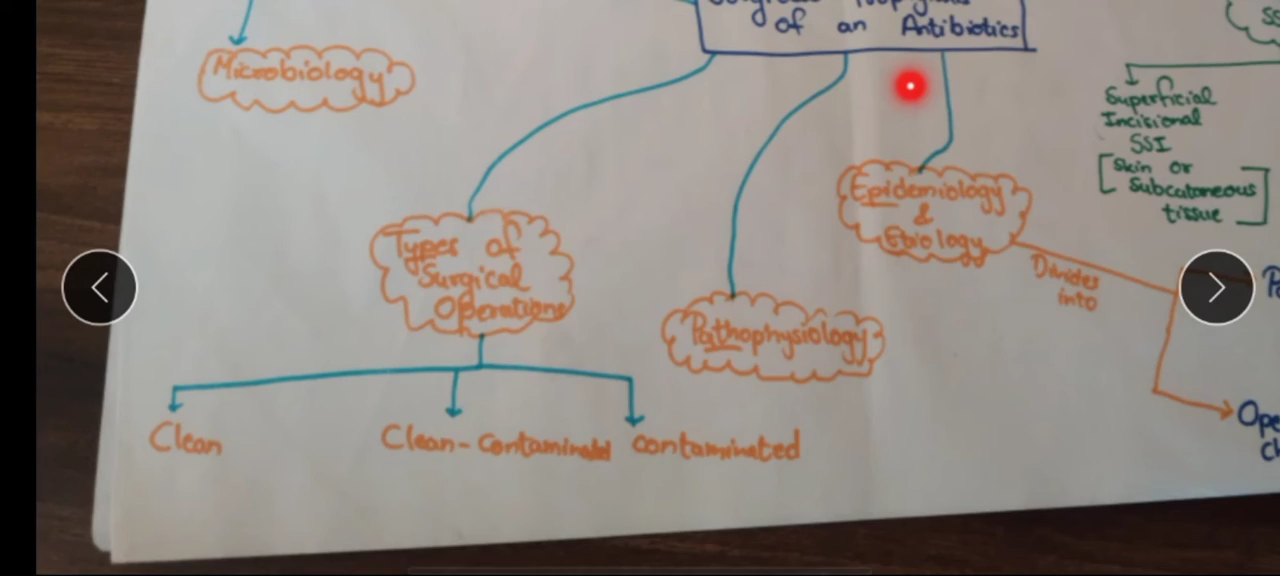 of an Antibiotics
Microbiology
Superficial
Incisional
SSI
[Skin or
Subcutaneous
tissue]
Epidemiology
&
Etiology
Divides
into
Types of
Surgical
Operations
Pathophysiology
Clean
Clean-Contaminated
contaminated